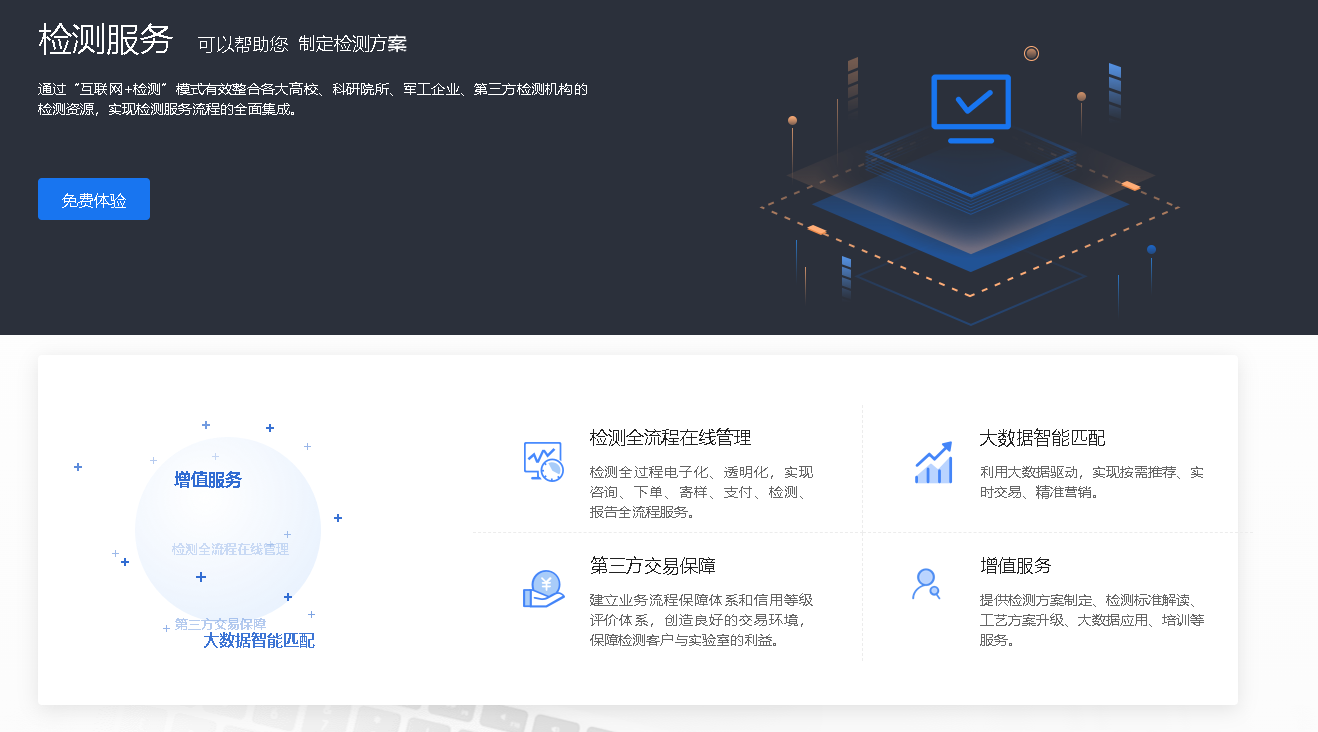 检测服务 可以帮助您 制定检测方案
通过“互联网+检测”模式有效整合各大高校、科研院所、军工企业、第三方检测机构的
检测资源，实现检测服务流程的全面集成。
免费体验
增值服务
检测全流程在线管理
第三方交易保障
大数据智能匹配
检测全流程在线管理
检测全过程电子化、透明化，实现
咨询、下单、寄样、支付、检测、
报告全流程服务。
大数据智能匹配
利用大数据驱动，实现按需推荐、实
时交易、精准营销。
第三方交易保障
建立业务流程保障体系和信用等级
评价体系，创造良好的交易环境，
保障检测客户与实验室的利益。
增值服务
提供检测方案制定、检测标准解读、
工艺方案升级、大数据应用、培训等
服务。